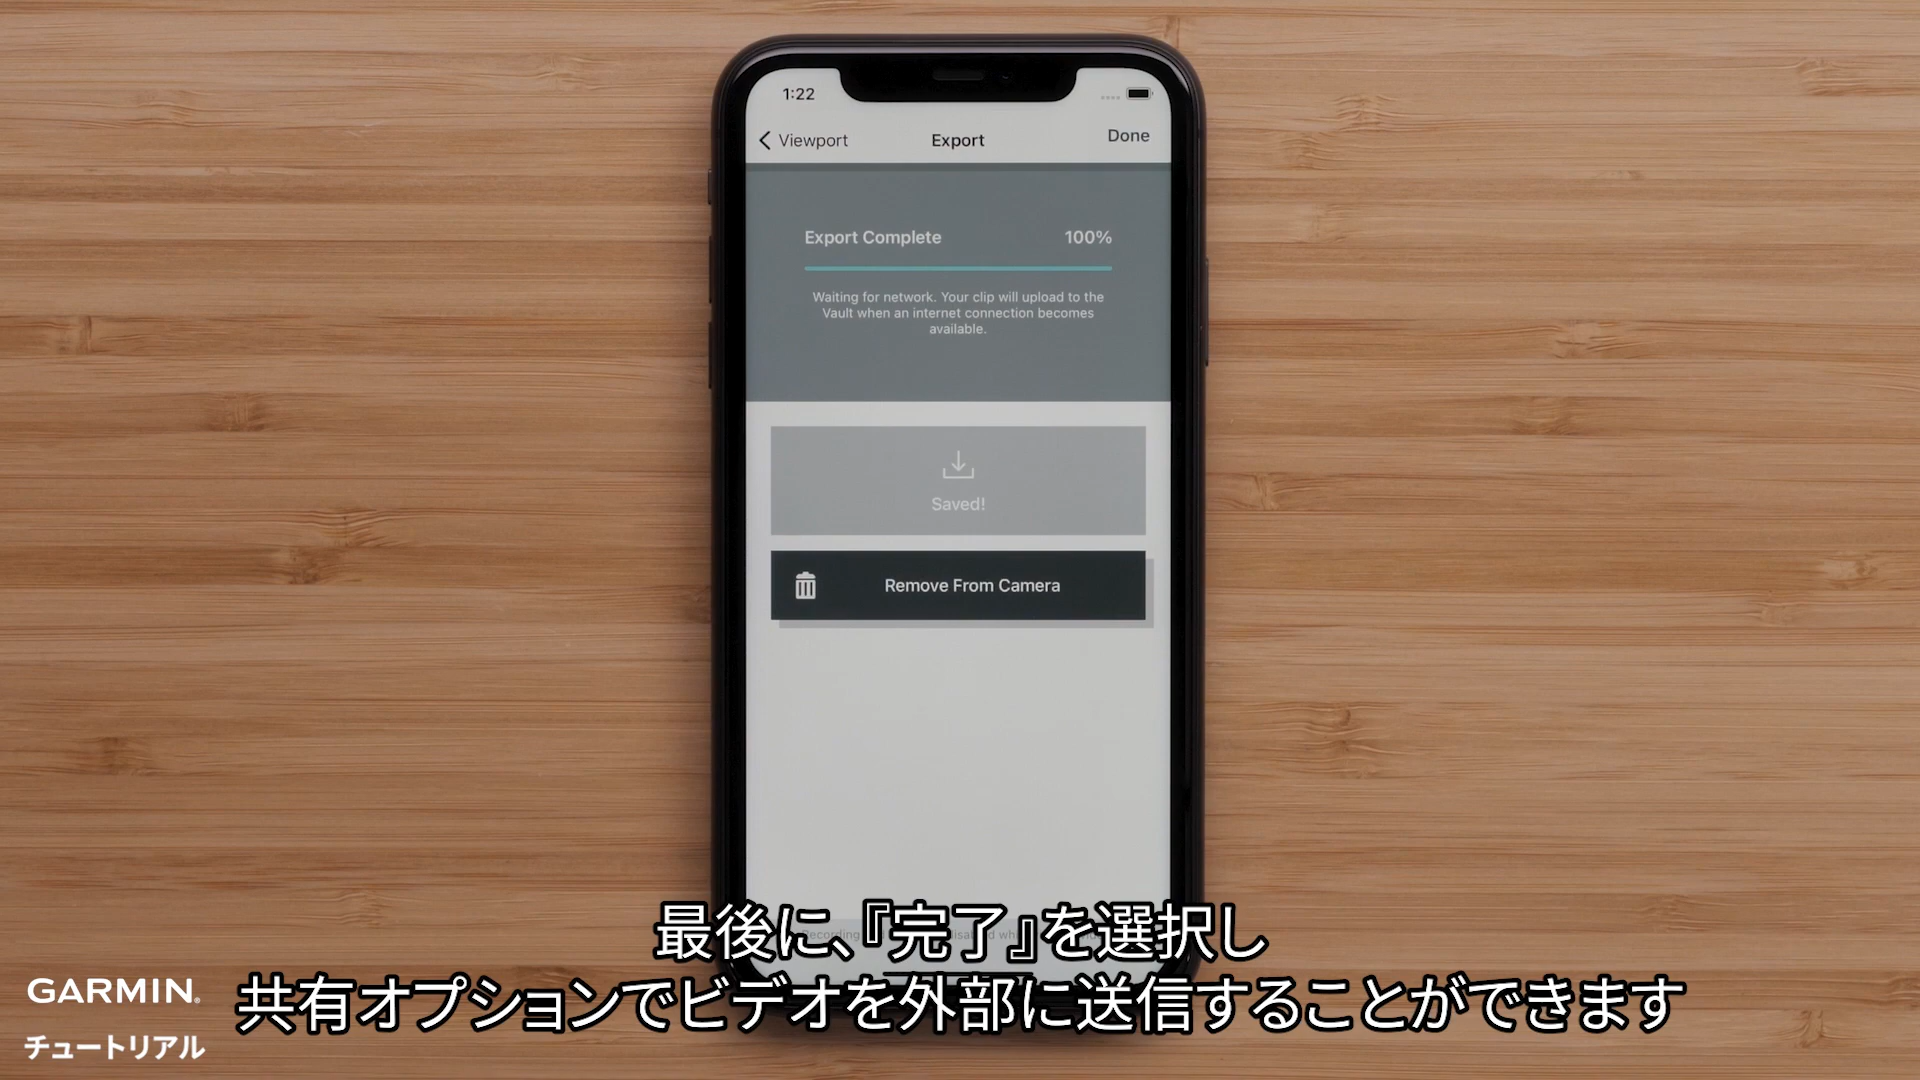 1:22
Viewport
Export
Done
Export Complete
100%
Waiting for network. Your clip will upload to the
Vault when an internet connection becomes
available.
Saved!
Remove From Camera
最後に、『完了』を選択し
共有オプションでビデオを外部に送信することができます
GARMIN®
チュートリアル